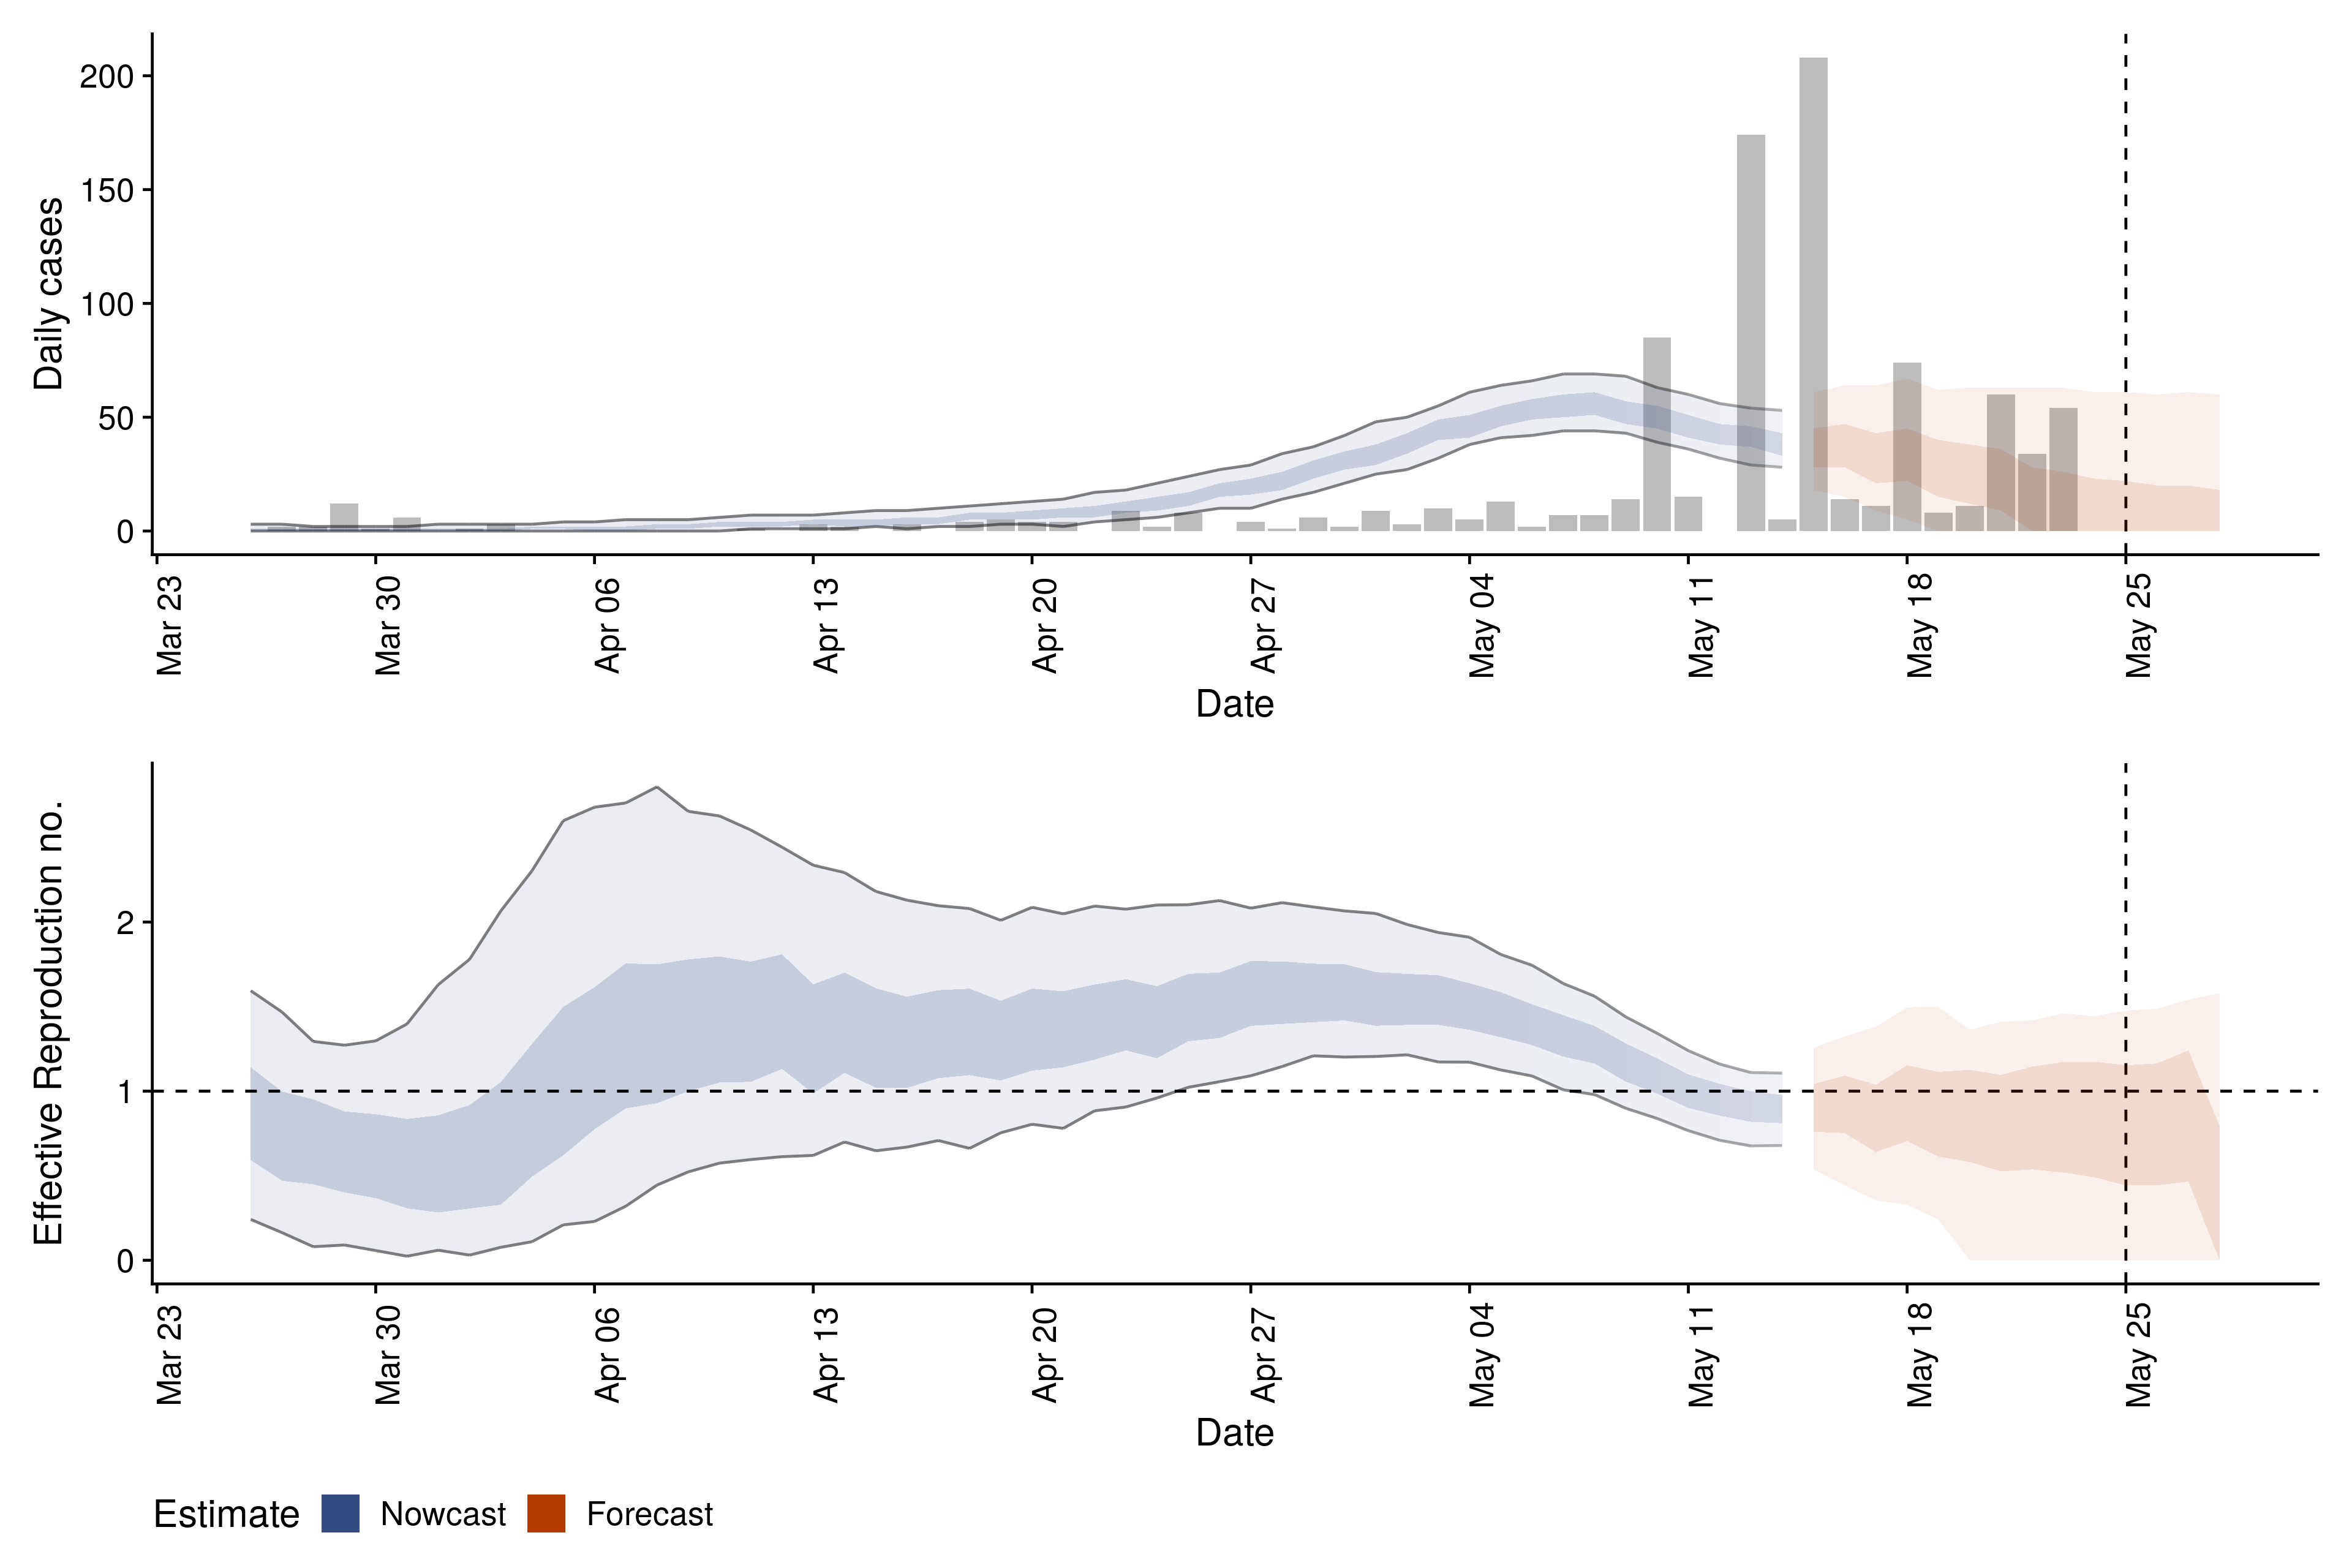 Daily cases
200
150
100
50
0
Mar 23
Mar 30
Apr 06
Apr 13
Apr 20
Apr 27
May 04
May 11
May 18
May 25
Date
Effective Reproduction no.
2
1
0
Mar 23
Mar 30
Apr 06
Apr 13
Apr 20
Apr 27
May 04
May 11
May 18
May 25
Date
Estimate Nowcast Forecast